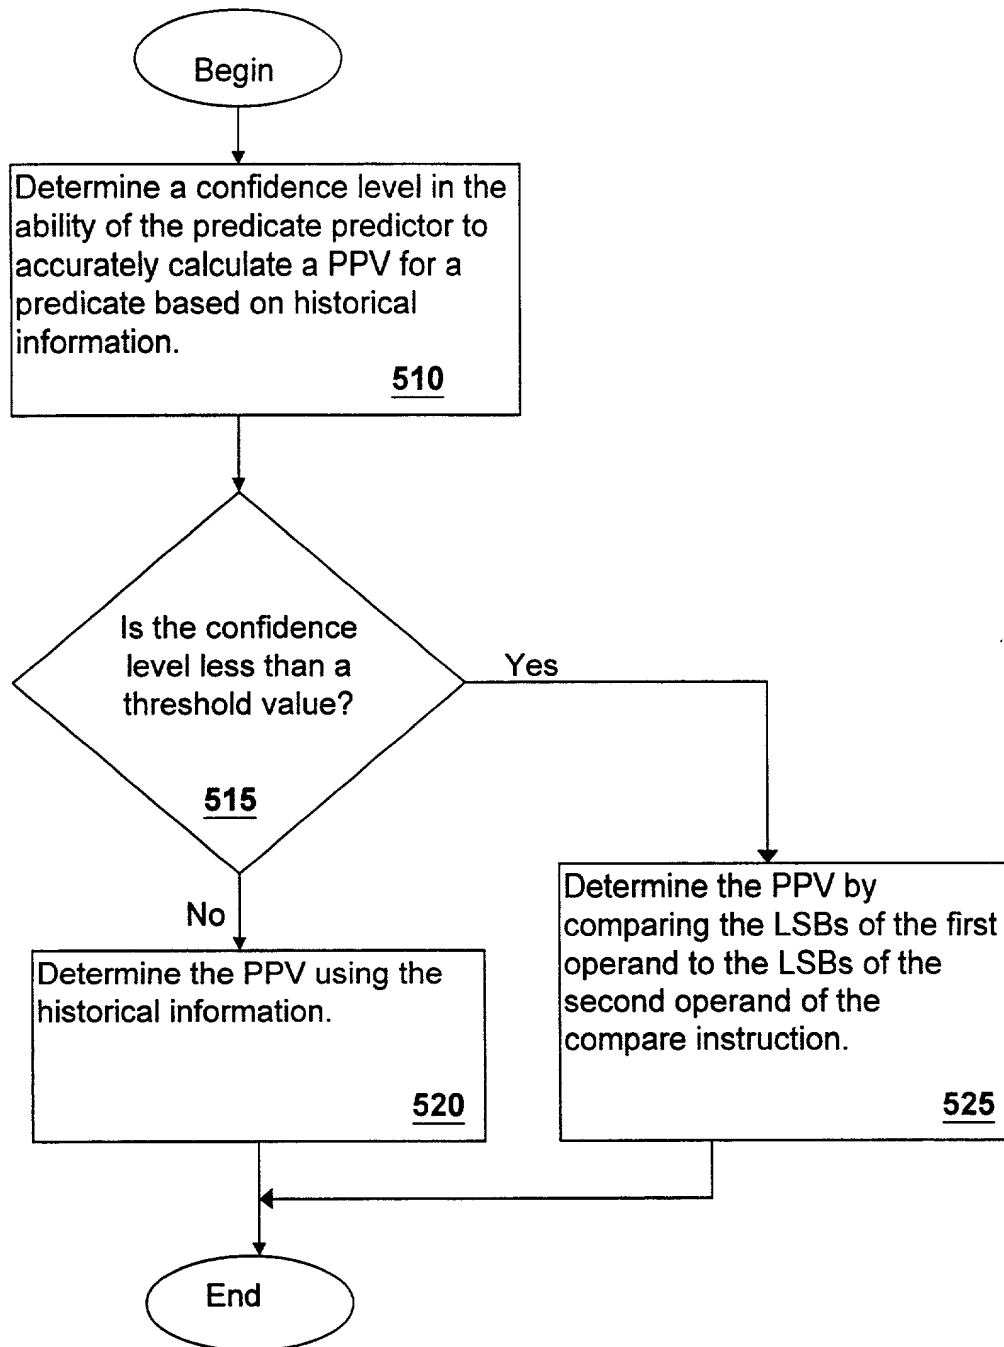 Begin
Determine a confidence level in the
ability of the predicate predictor to
accurately calculate a PPV for a
predicate based on historical
information.
510
Is the confidence
level less than a
threshold value?
515
Yes
No
Determine the PPV using the
historical information.
520
Determine the PPV by
comparing the LSBs of the first
operand to the LSBs of the
second operand of the
compare instruction.
525
End